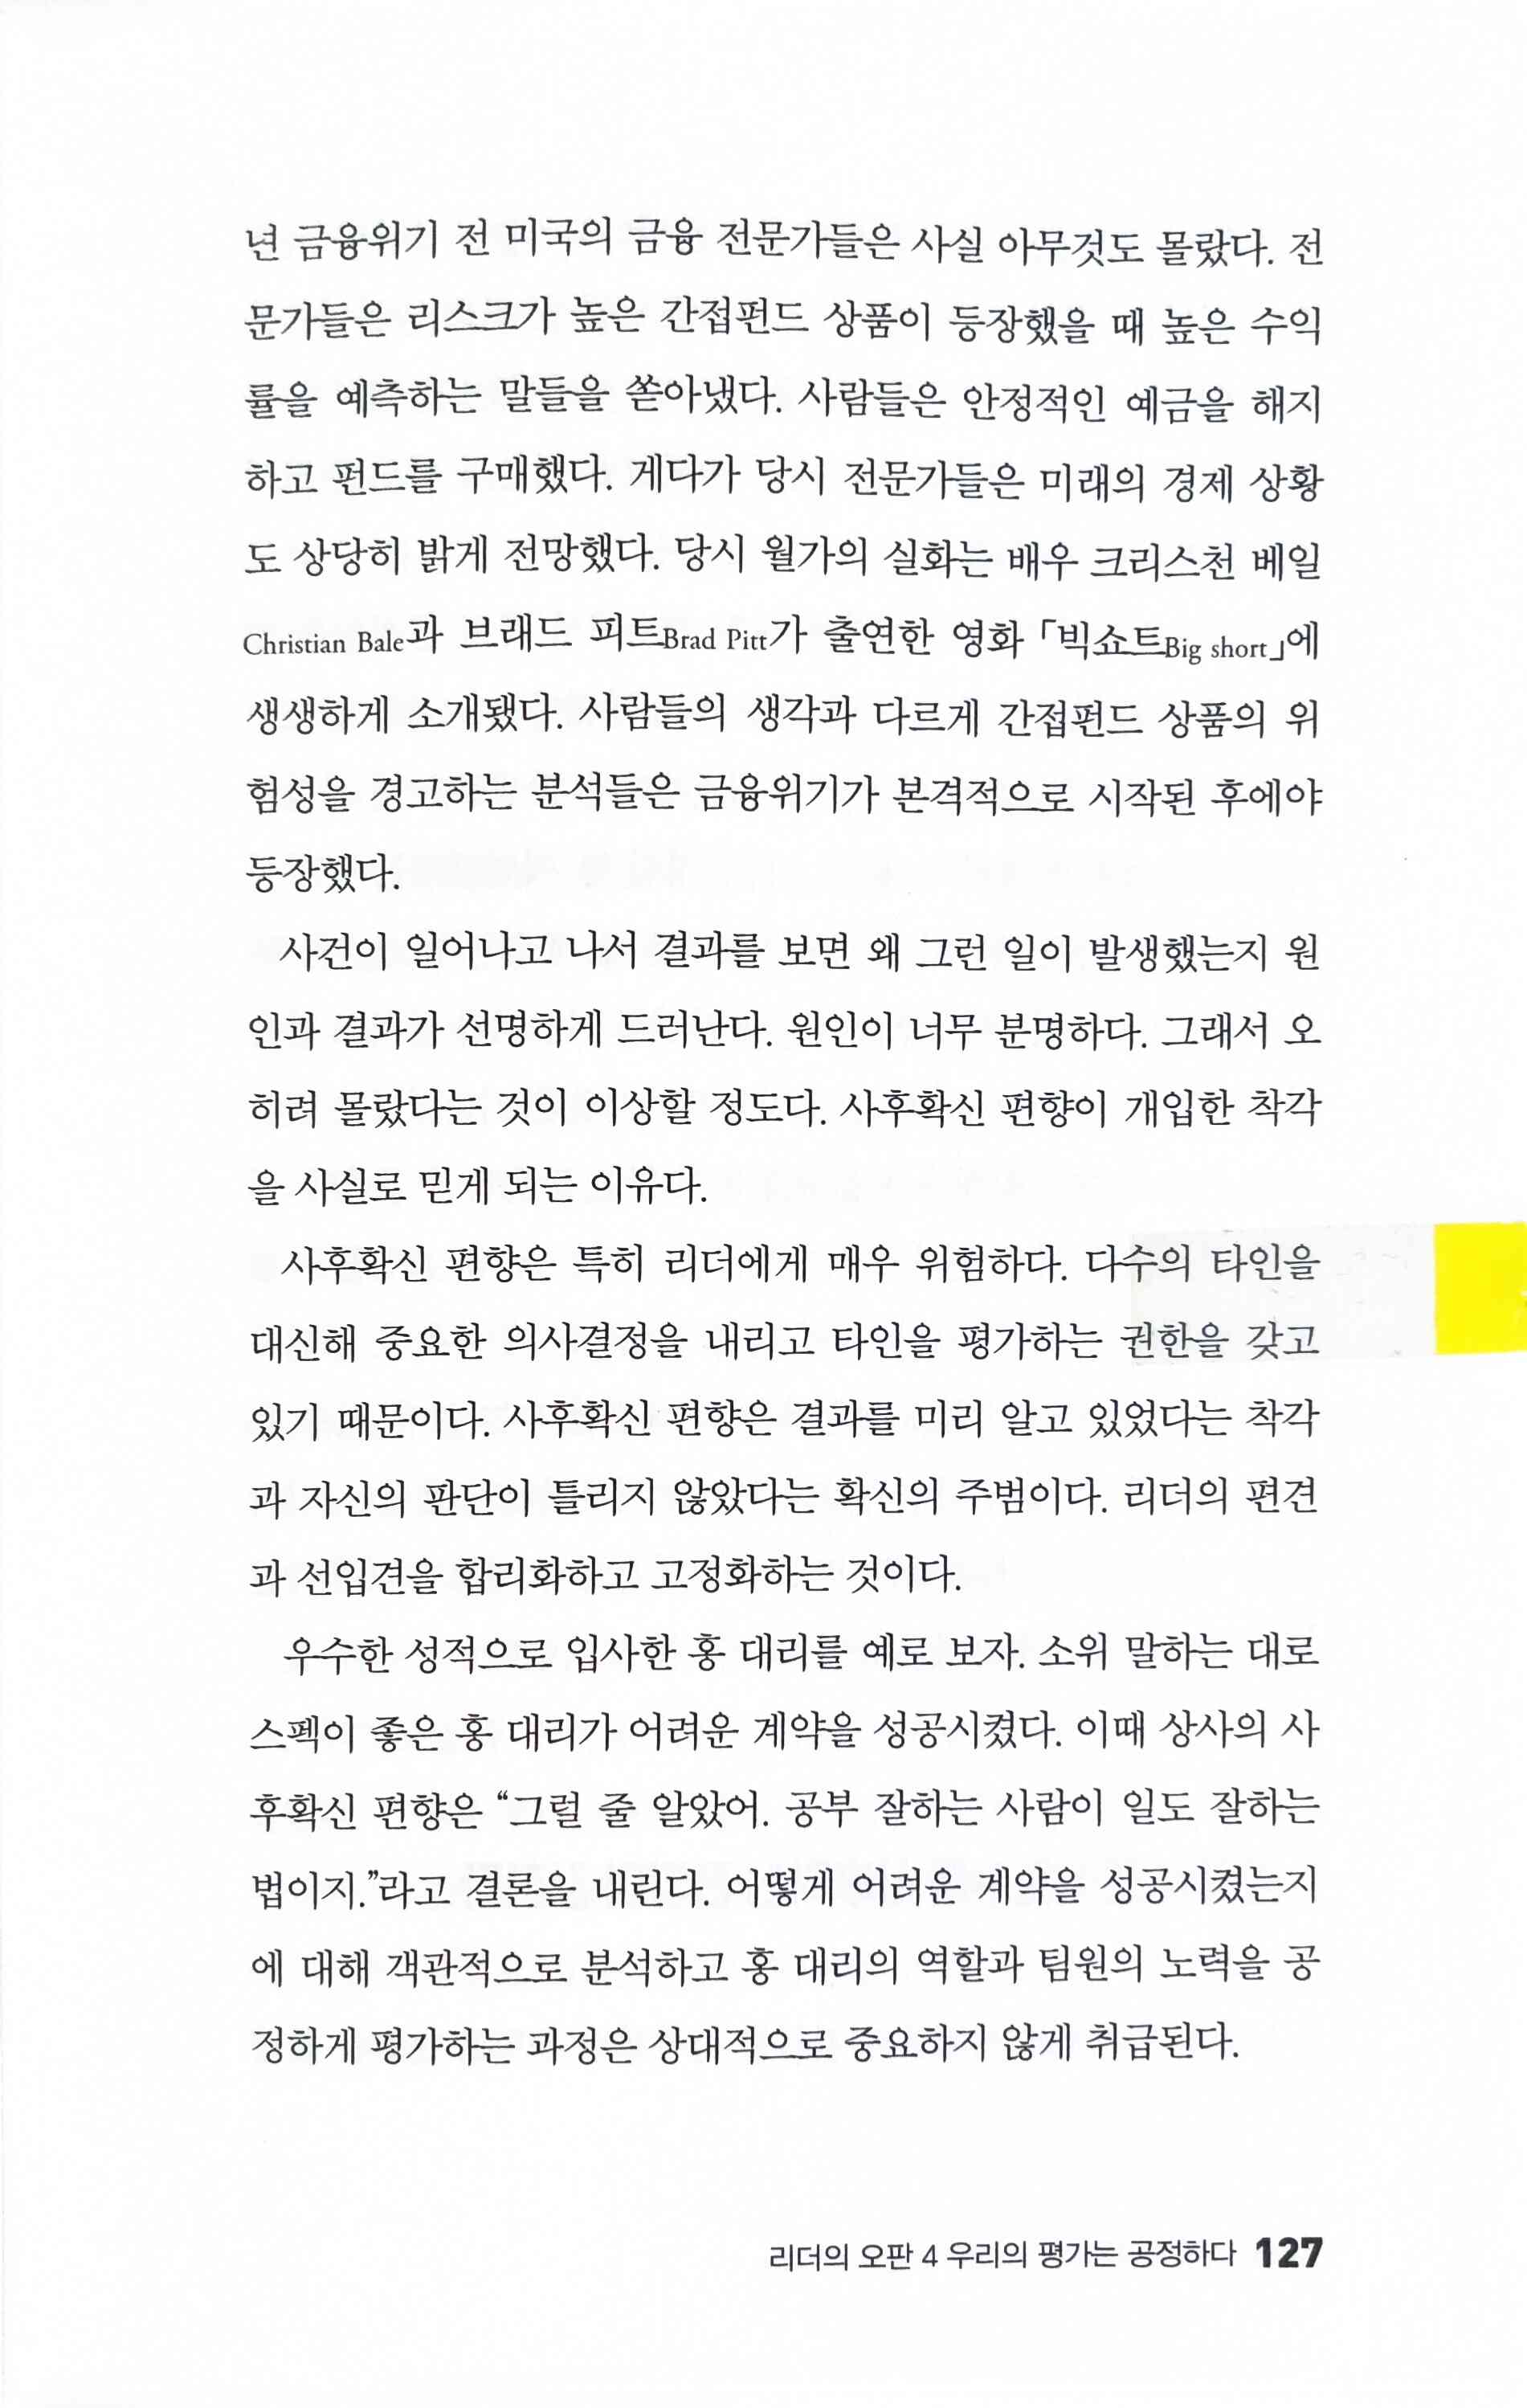 년 금융위기 전 미국의 금융 전문가들은 사실 아무것도 몰랐다. 전
문가들은 리스크가 높은 간접펀드 상품이 등장했을 때 높은 수익
률을 예측하는 말들을 쏟아냈다. 사람들은 안정적인 예금을 해지
하고 펀드를 구매했다. 게다가 당시 전문가들은 미래의 경제 상황
도 상당히 밝게 전망했다. 당시 월가의 실화는 배우 크리스천 베일
Christian Bale과 브래드 피트Brad Pitt가 출연한 영화 「빅쇼트Big short」에
생생하게 소개됐다. 사람들의 생각과 다르게 간접펀드 상품의 위
험성을 경고하는 분석들은 금융위기가 본격적으로 시작된 후에야
등장했다.
사건이 일어나고 나서 결과를 보면 왜 그런 일이 발생했는지 원
인과 결과가 선명하게 드러난다. 원인이 너무 분명하다. 그래서 오
히려 몰랐다는 것이 이상할 정도다. 사후확신 편향이 개입한 착각
을 사실로 믿게 되는 이유다.
사후확신 편향은 특히 리더에게 매우 위험하다. 다수의 타인을
대신해 중요한 의사결정을 내리고 타인을 평가하는 권한을 갖고
있기 때문이다. 사후확신 편향은 결과를 미리 알고 있었다는 착각
과 자신의 판단이 틀리지 않았다는 확신의 주범이다. 리더의 편견
과 선입견을 합리화하고 고정화하는 것이다.
우수한 성적으로 입사한 홍 대리를 예로 보자. 소위 말하는 대로
스펙이 좋은 홍 대리가 어려운 계약을 성공시켰다. 이때 상사의 사
후확신 편향은 “그럴 줄 알았어. 공부 잘하는 사람이 일도 잘하는
법이지.”라고 결론을 내린다. 어떻게 어려운 계약을 성공시켰는지
에 대해 객관적으로 분석하고 홍 대리의 역할과 팀원의 노력을 공
정하게 평가하는 과정은 상대적으로 중요하지 않게 취급된다.
리더의 오판 4 우리의 평가는 공정하다 127